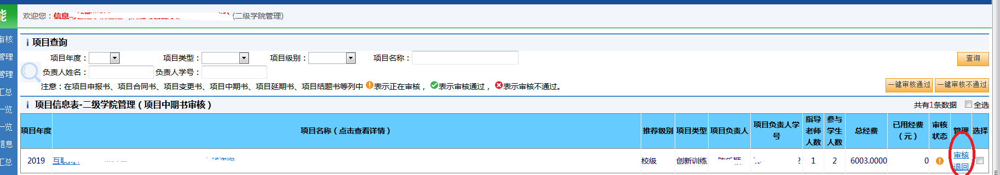 能
欢迎您：信息 (二级学院管理)
审核
管理
管理
汇总
一览
一览
信息
汇总
项目查询
项目年度： 项目类型： 项目级别： 项目名称： 查询
负责人姓名： 负责人学号：
注意：在项目申报书、项目合同书、项目变更书、项目中期书、项目延期书、项目结题书等列中 表示正在审核， 表示审核通过， 表示审核不通过。 一键审核通过 一键审核不通过
项目信息表-二级学院管理（项目中期书审核） 共有1条数据 全选
项目年度 项目名称（点击查看详情） 推荐级别 项目类型 项目负责人 项目负责人学号 指导老师人数 参与学生人数 总经费 已用经费（元） 审核状态 管理 选择
2019 互联网 校级 创新训练 2 1 2 6003.0000 0 审核
退回